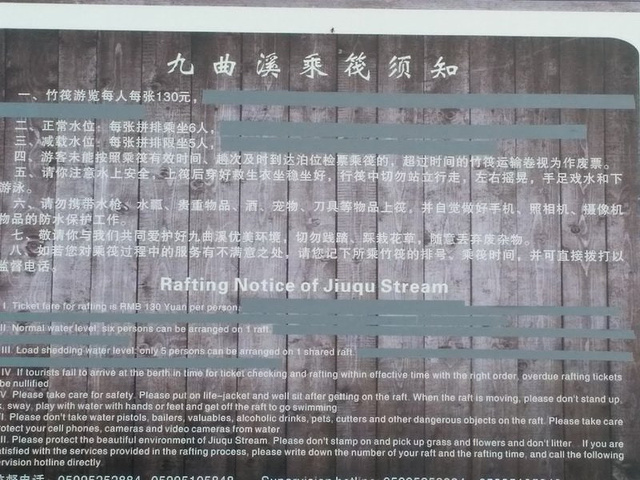 九曲溪乘筏须知
一、竹筏游览每人每张130元,
二、正常水位:每张拼排乘坐6人,
三、减载水位:每张拼排限坐5人,
四、游客未能按照乘筏有效时间、趟次及时到达泊位检票乘筏的,超过时间的竹筏运输卷视为作废票。
五、请你注意水上安全,上筏后穿好救生衣坐稳坐好,行筏中切勿站立行走,左右摇晃,手足戏水和下
游泳。
六、请勿携带水枪、水瓢、贵重物品、酒、宠物、刀具等物品上筏,并自觉做好手机、照相机、摄像机
物品的防水保护工作。
七、敬请你与我们共同爱护好九曲溪优美环境,切勿践踏、踩栽花草,随意丢弃废杂物。
八、如若您对乘筏过程中的服务有不满意之处,请您记下所乘竹筏的排号、乘筏时间,并可直接拨打以
监督电话。
Rafting Notice of Jiuqu Stream
I. Ticket fare for rafting is RMB 130 Yuan per person;
II. Normal water level: six persons can be arranged on 1 raft.
III. Load shedding water level: only 5 persons can be arranged on 1 shared raft.
IV If tourists fail to arrive at the berth in time for ticket checking and rafting within effective time with the right order, overdue rafting tickets
be nullified.
V Please take care for safety. Please put on life-jacket and well sit after getting on the raft. When the raft is moving, please don't stand up,
sway, play with water with hands or feet and get off the raft to go swimming
Please don't take water pistols, bailers, valuables, alcoholic drinks, pets, cutters and other dangerous objects on the raft. Please take care
otect your cell phones, cameras and video cameras from water.
II. Please protect the beautiful environment of Jiuqu Stream. Please don't stamp on and pick up grass and flowers and don't litter. If you are
atisfied with the services provided in the rafting process, please write down the number of your raft and the rafting time, and call the following
rvision hotline directly.
监督电话:
Supervision hotline: